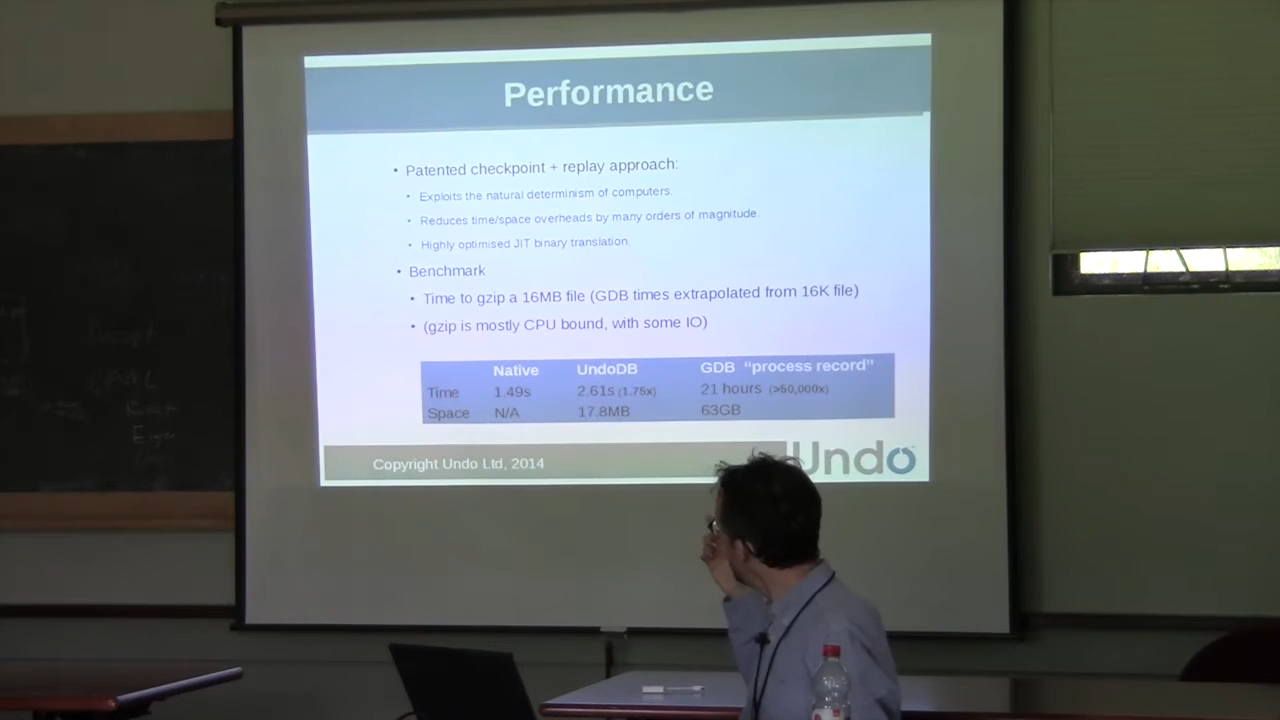 Performance
• Patented checkpoint + replay approach:
• Exploits the natural determinism of computers.
• Reduces time/space overheads by many orders of magnitude.
• Highly optimised JIT binary translation.
• Benchmark
• Time to gzip a 16MB file (GDB times extrapolated from 16K file)
• (gzip is mostly CPU bound, with some IO)
Native UndoDB GDB "process record"
Time 1.49s 2.61s (1.75x) 21 hours (>50,000x)
Space N/A 17.8MB 63GB
Copyright Undo Ltd, 2014
Undo